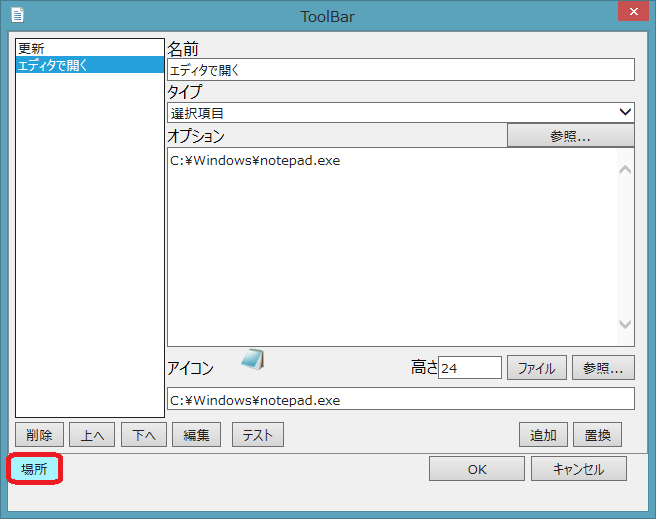 ToolBar
更新
エディタで開く
名前
エディタで開く
タイプ
選択項目
オプション
参照...
C:¥Windows¥notepad.exe
アイコン
高さ 24
ファイル
参照...
C:¥Windows¥notepad.exe
削除
上へ
下へ
編集
テスト
追加
置換
場所
OK
キャンセル